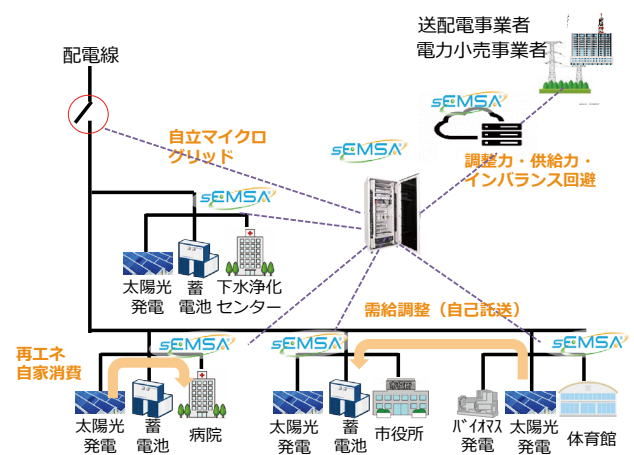 送配電事業者
電力小売事業者
配電線
sEMSA
自立マイクロ
グリッド
sEMSA
調整力・供給力・
インバランス回避
sEMSA
太陽光
発電
蓄
電池
下水浄化
センター
需給調整（自己託送）
再エネ
自家消費
sEMSA
sEMSA
sEMSA
太陽光
発電
蓄
電池
病院
太陽光
発電
蓄
電池
市役所
ﾊﾞｲｵﾏｽ
発電
太陽光
発電
体育館